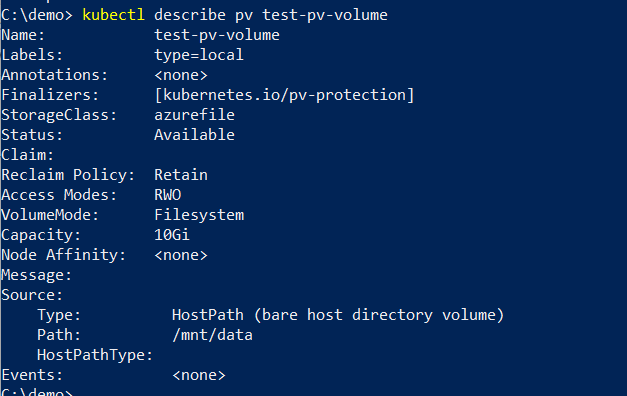 C:\demo> kubectl describe pv test-pv-volume
Name:            test-pv-volume
Labels:          type=local
Annotations:     <none>
Finalizers:      [kubernetes.io/pv-protection]
StorageClass:    azurefile
Status:          Available
Claim:
Reclaim Policy:  Retain
Access Modes:    RWO
VolumeMode:      Filesystem
Capacity:        10Gi
Node Affinity:   <none>
Message:
Source:
    Type:          HostPath (bare host directory volume)
    Path:          /mnt/data
    HostPathType:
Events:            <none>
C:\demo>